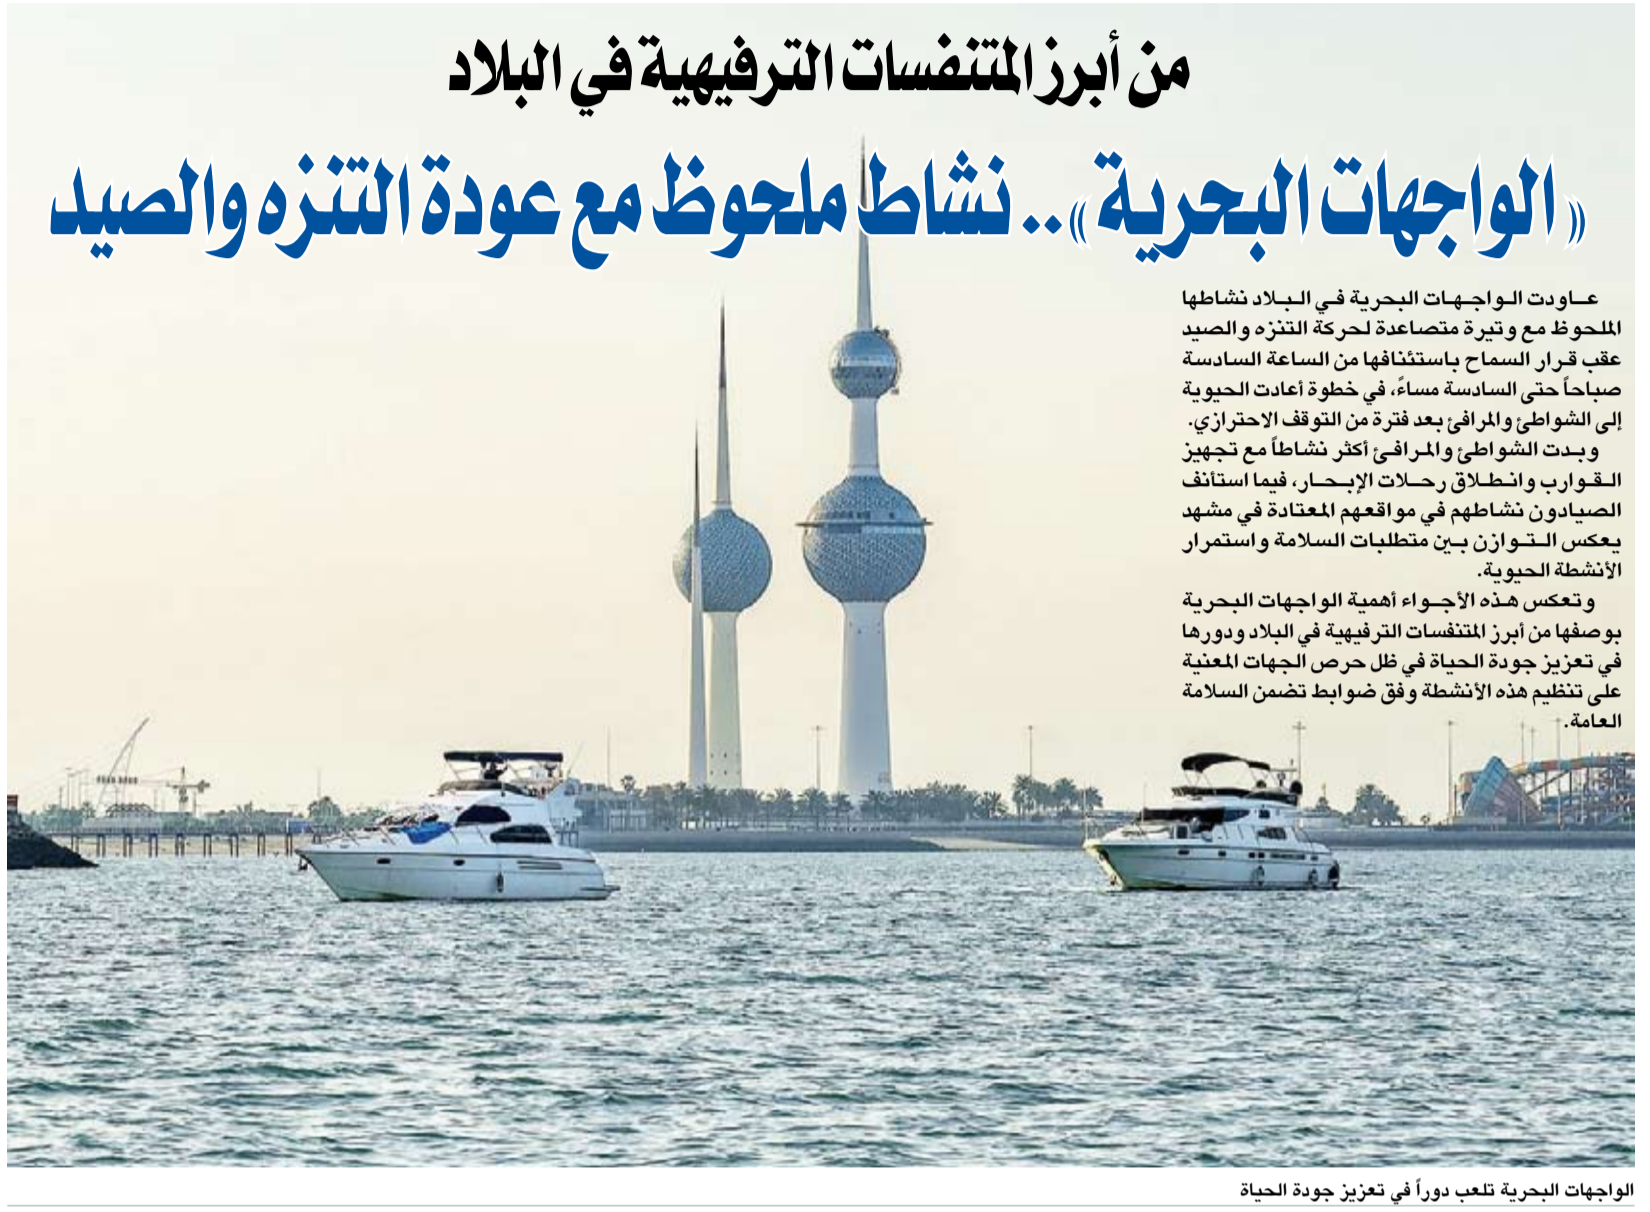 من أبرز المتنفسات الترفيهية في البلاد
«الواجهات البحرية».. نشاط ملحوظ مع عودة التنزه والصيد
عاودت الواجهات البحرية في البلاد نشاطها
الملحوظ مع وتيرة متصاعدة لحركة التنزه والصيد
عقب قرار السماح باستئنافها من الساعة السادسة
صباحاً حتى السادسة مساءً، في خطوة أعادت الحيوية
إلى الشواطئ والمرافئ بعد فترة من التوقف الاحترازي.
وبدت الشواطئ والمرافئ أكثر نشاطاً مع تجهيز
القوارب وانطلاق رحلات الإبحار، فيما استأنف
الصيادون نشاطهم في مواقعهم المعتادة في مشهد
يعكس التوازن بين متطلبات السلامة واستمرار
الأنشطة الحيوية.
وتعكس هذه الأجواء أهمية الواجهات البحرية
بوصفها من أبرز المتنفسات الترفيهية في البلاد ودورها
في تعزيز جودة الحياة في ظل حرص الجهات المعنية
على تنظيم هذه الأنشطة وفق ضوابط تضمن السلامة
العامة.
الواجهات البحرية تلعب دوراً في تعزيز جودة الحياة